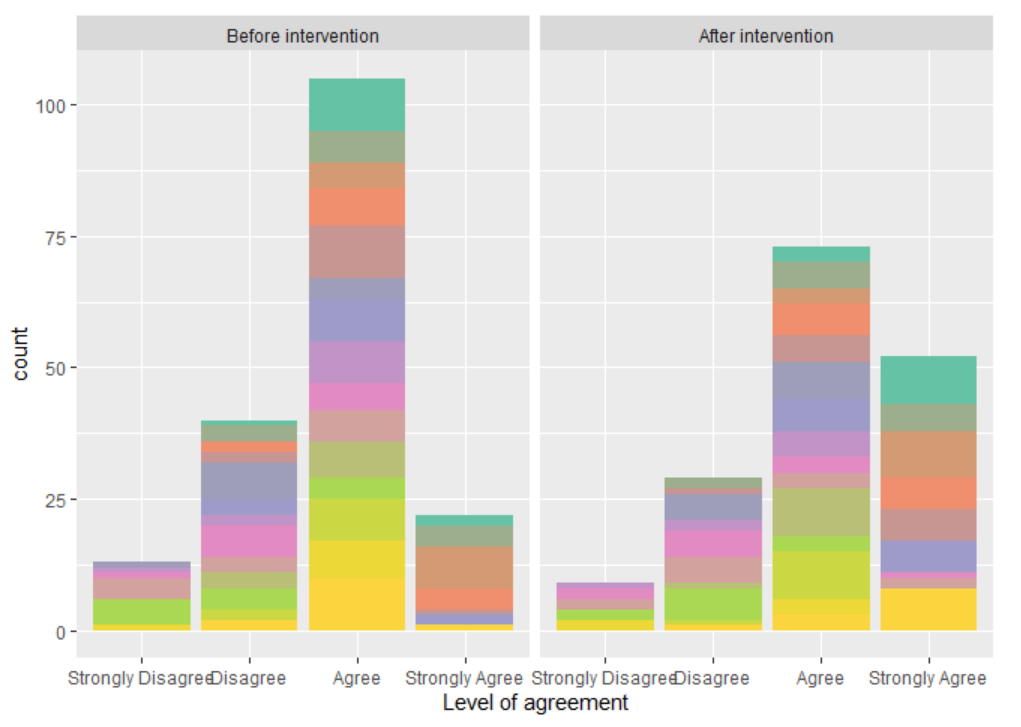 Before intervention
After intervention
count
100
75
50
25
0
Strongly Disagree Disagree Agree Strongly Agree
Strongly Disagree Disagree Agree Strongly Agree
Level of agreement